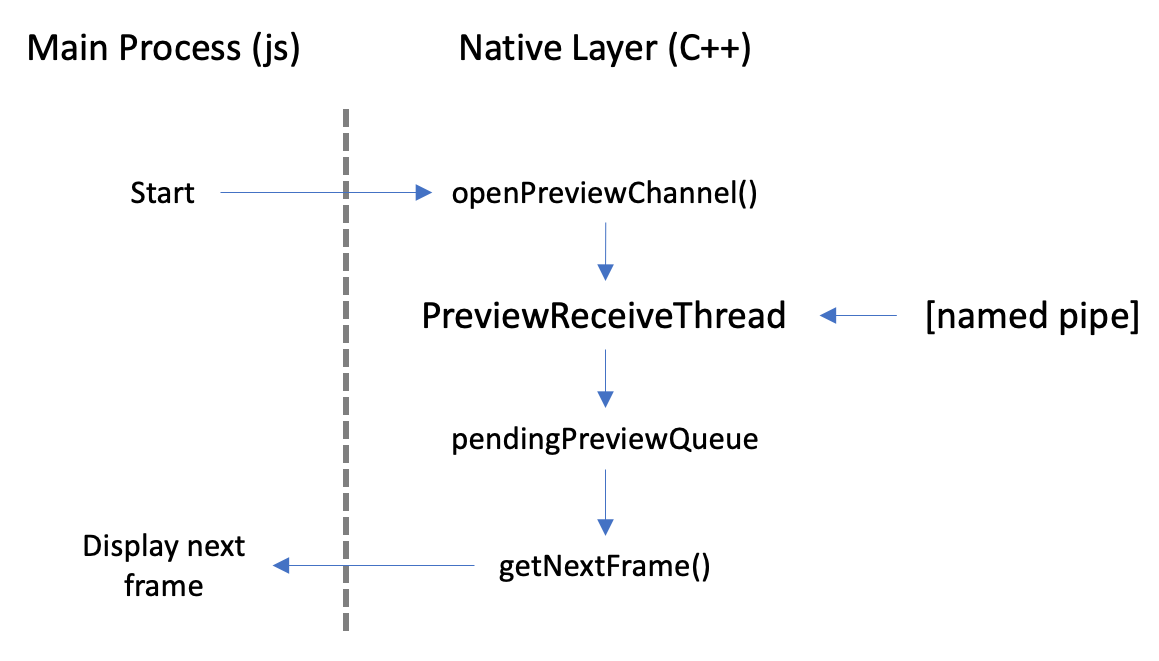 Main Process (js)
Native Layer (C++)
Start
openPreviewChannel()
PreviewReceiveThread
[named pipe]
pendingPreviewQueue
Display next
frame
getNextFrame()